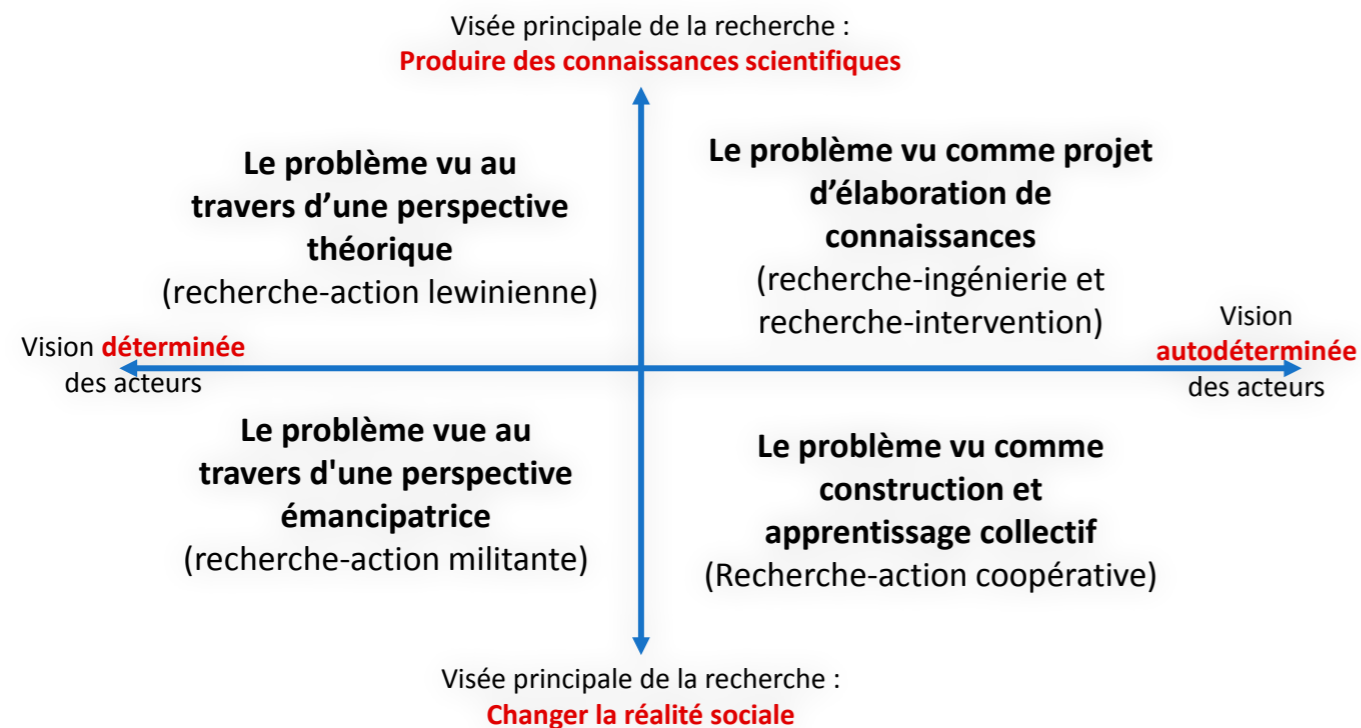 Visée principale de la recherche :
Produire des connaissances scientifiques
Le problème vu au
travers d’une perspective
théorique
(recherche-action lewinienne)
Le problème vu comme projet
d’élaboration de
connaissances
(recherche-ingénierie et
recherche-intervention)
Vision déterminée
des acteurs
Vision
autodéterminée
des acteurs
Le problème vue au
travers d'une perspective
émancipatrice
(recherche-action militante)
Le problème vu comme
construction et
apprentissage collectif
(Recherche-action coopérative)
Visée principale de la recherche :
Changer la réalité sociale